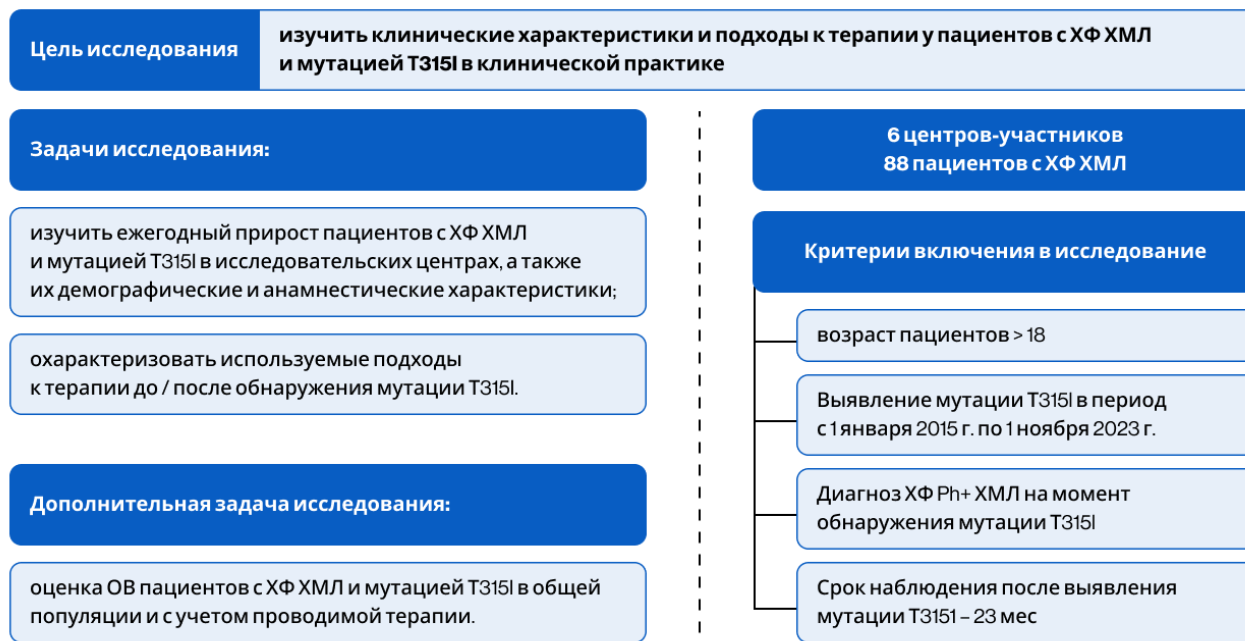 Цель исследования
изучить клинические характеристики и подходы к терапии у пациентов с ХФ ХМЛ
и мутацией T315I в клинической практике
Задачи исследования:
изучить ежегодный прирост пациентов с ХФ ХМЛ
и мутацией T315I в исследовательских центрах, а также
их демографические и анамнестические характеристики;
охарактеризовать используемые подходы
к терапии до / после обнаружения мутации T315I.
Дополнительная задача исследования:
оценка ОВ пациентов с ХФ ХМЛ и мутацией T315I в общей
популяции и с учетом проводимой терапии.
6 центров-участников
88 пациентов с ХФ ХМЛ
Критерии включения в исследование
возраст пациентов > 18
Выявление мутации T315I в период
с 1 января 2015 г. по 1 ноября 2023 г.
Диагноз ХФ Ph+ ХМЛ на момент
обнаружения мутации T315I
Срок наблюдения после выявления
мутации T3151 – 23 мес